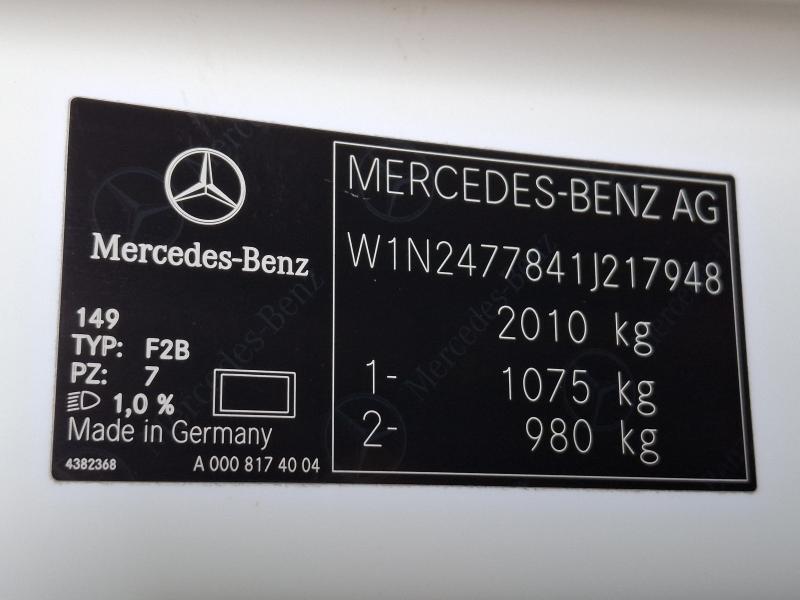 Mercedes-Benz
149
TYP: F2B
PZ: 7
1,0 %
Made in Germany
4382368 A 000 817 40 04
MERCEDES-BENZ AG
W1N2477841J217948
2010 kg
1- 1075 kg
2- 980 kg